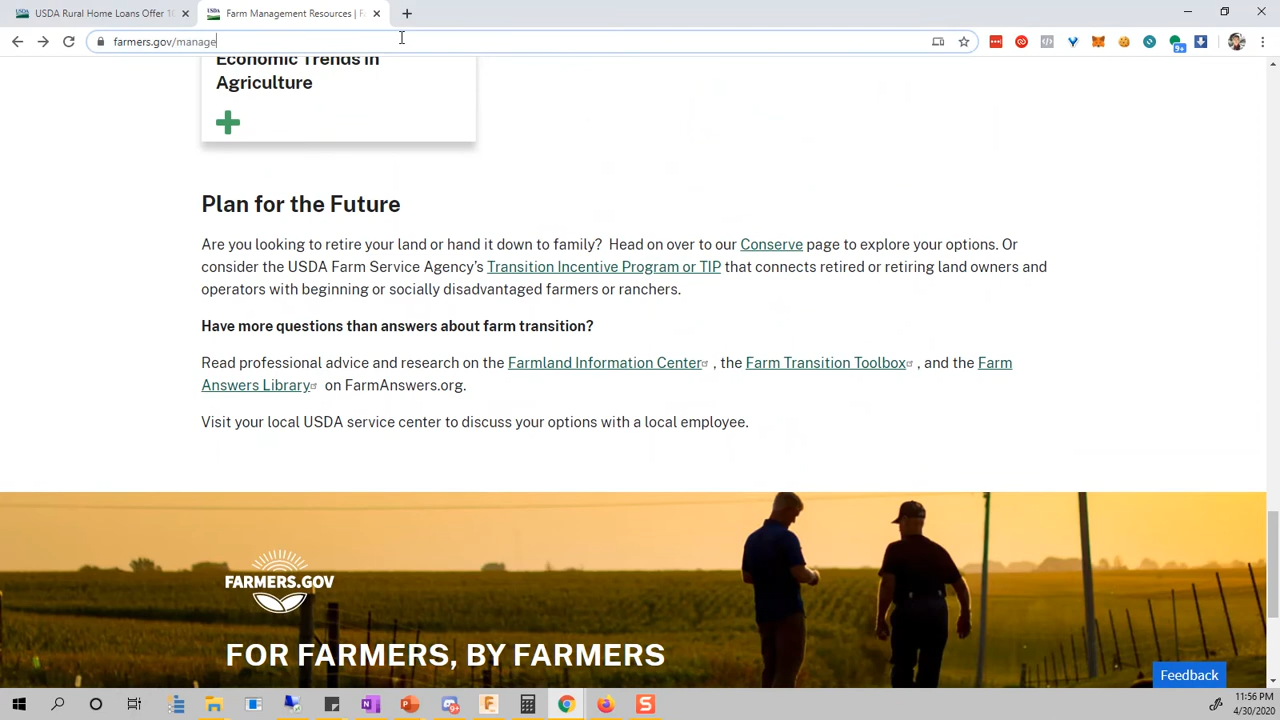 USDA Rural Home Loans Offer 10
Farm Management Resources | F
farmers.gov/manage
9+
Economic Trends in
Agriculture
Plan for the Future
Are you looking to retire your land or hand it down to family? Head on over to our Conserve page to explore your options. Or
consider the USDA Farm Service Agency's Transition Incentive Program or TIP that connects retired or retiring land owners and
operators with beginning or socially disadvantaged farmers or ranchers.
Have more questions than answers about farm transition?
Read professional advice and research on the Farmland Information Center , the Farm Transition Toolbox , and the Farm
Answers Library on FarmAnswers.org.
Visit your local USDA service center to discuss your options with a local employee.
FARMERS.GOV
FOR FARMERS, BY FARMERS
Feedback
11:56 PM
4/30/2020